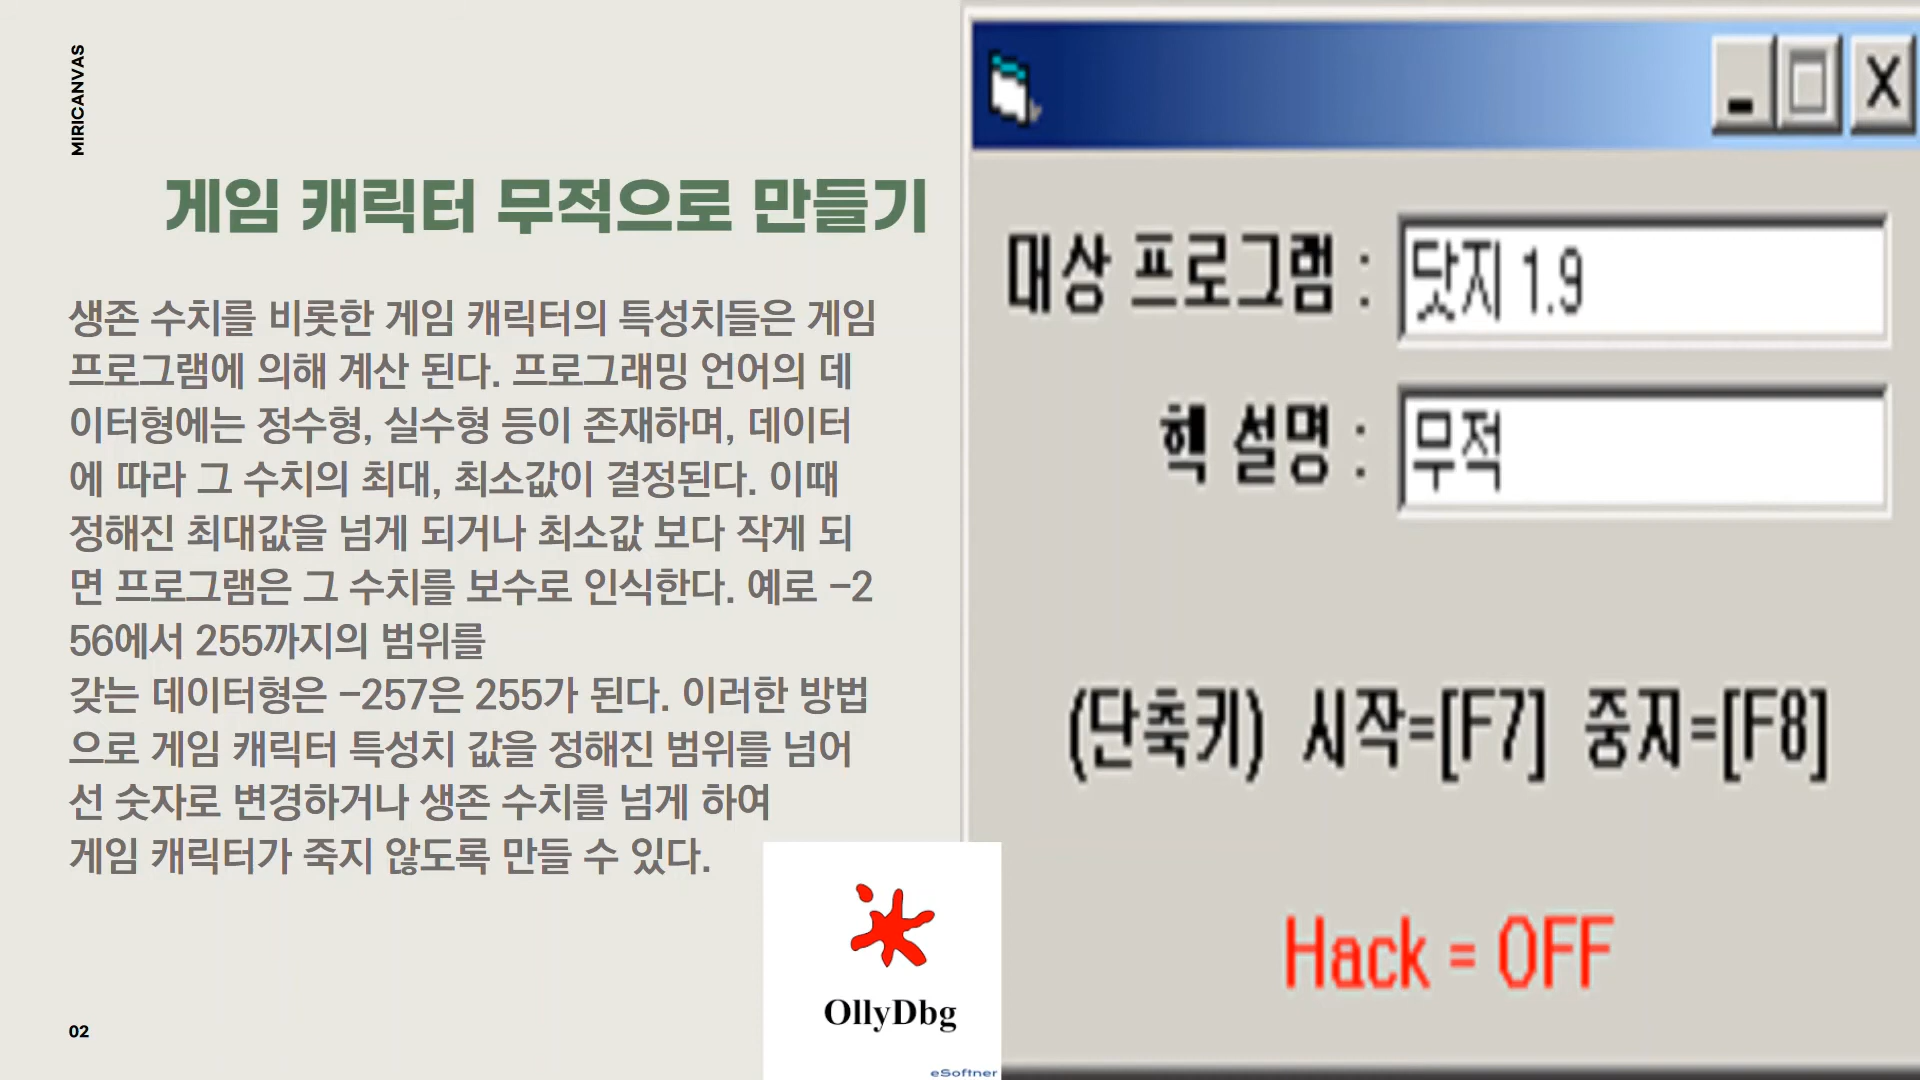 MIRICANVAS
게임 캐릭터 무적으로 만들기
생존 수치를 비롯한 게임 캐릭터의 특성치들은 게임
프로그램에 의해 계산 된다. 프로그래밍 언어의 데
이터형에는 정수형, 실수형 등이 존재하며, 데이터
에 따라 그 수치의 최대, 최소값이 결정된다. 이때
정해진 최대값을 넘게 되거나 최소값 보다 작게 되
면 프로그램은 그 수치를 보수로 인식한다. 예로 -2
56에서 255까지의 범위를
갖는 데이터형은 -257은 255가 된다. 이러한 방법
으로 게임 캐릭터 특성치 값을 정해진 범위를 넘어
선 숫자로 변경하거나 생존 수치를 넘게 하여
게임 캐릭터가 죽지 않도록 만들 수 있다.
02
OllyDbg
eSoftner
대상 프로그램 : 닷지 1.9
핵 설명 : 무적
(단축키) 시작=[F7] 중지=[F8]
Hack = OFF